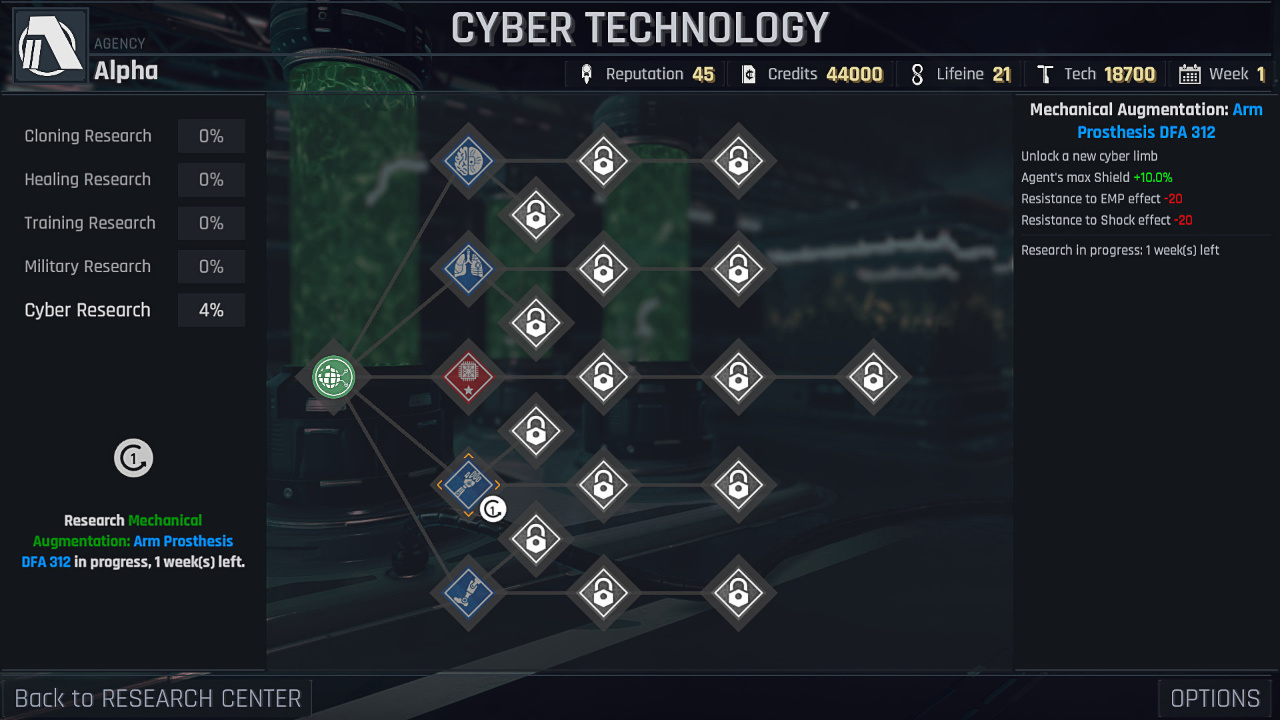 CYBER TECHNOLOGY
AGENCY
Alpha
Reputation 45
Credits 44000
Lifeine 21
Tech 18700
Week 1
Cloning Research 0%
Healing Research 0%
Training Research 0%
Military Research 0%
Cyber Research 4%
1
Research Mechanical
Augmentation: Arm Prosthesis
DFA 312 in progress, 1 week(s) left.
1
Mechanical Augmentation: Arm
Prosthesis DFA 312
Unlock a new cyber limb
Agent's max Shield +10.0%
Resistance to EMP effect -20
Resistance to Shock effect -20
Research in progress: 1 week(s) left
Back to RESEARCH CENTER
OPTIONS